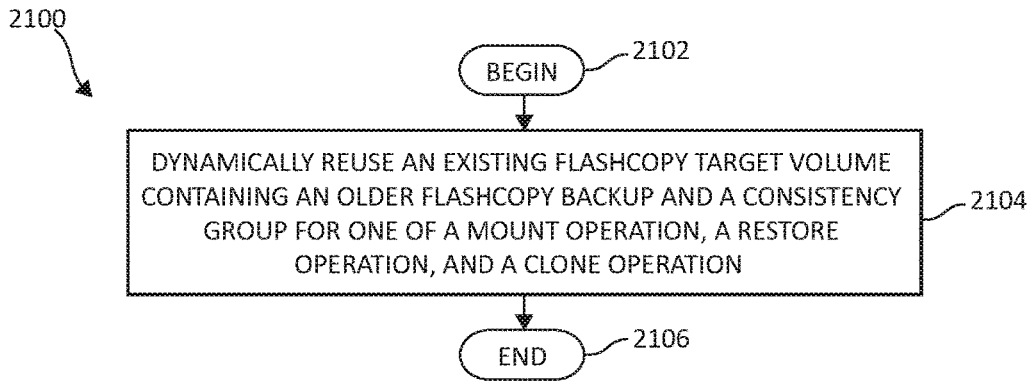 2100
2102
BEGIN
DYNAMICALLY REUSE AN EXISTING FLASHCOPY TARGET VOLUME
CONTAINING AN OLDER FLASHCOPY BACKUP AND A CONSISTENCY
GROUP FOR ONE OF A MOUNT OPERATION, A RESTORE
OPERATION, AND A CLONE OPERATION
2104
END
2106